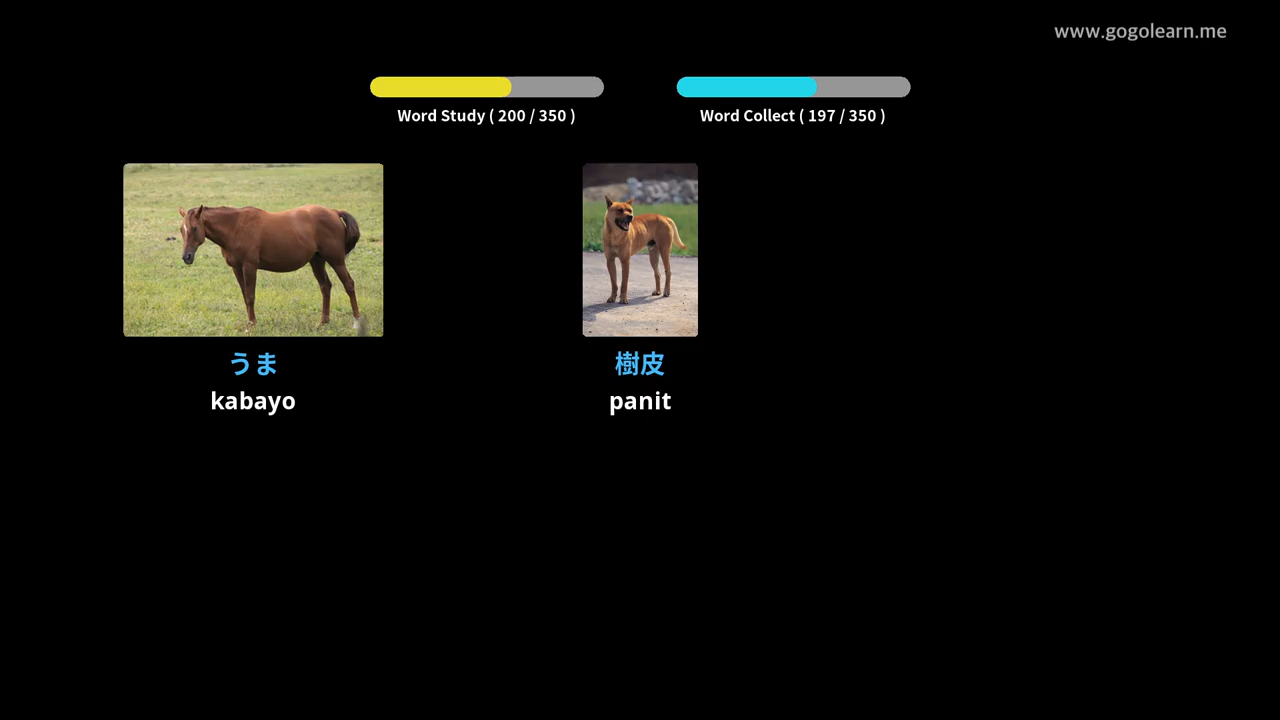 www.gogolearn.me
Word Study ( 200 / 350 )
Word Collect ( 197 / 350 )
うま
kabayo
樹皮
panit